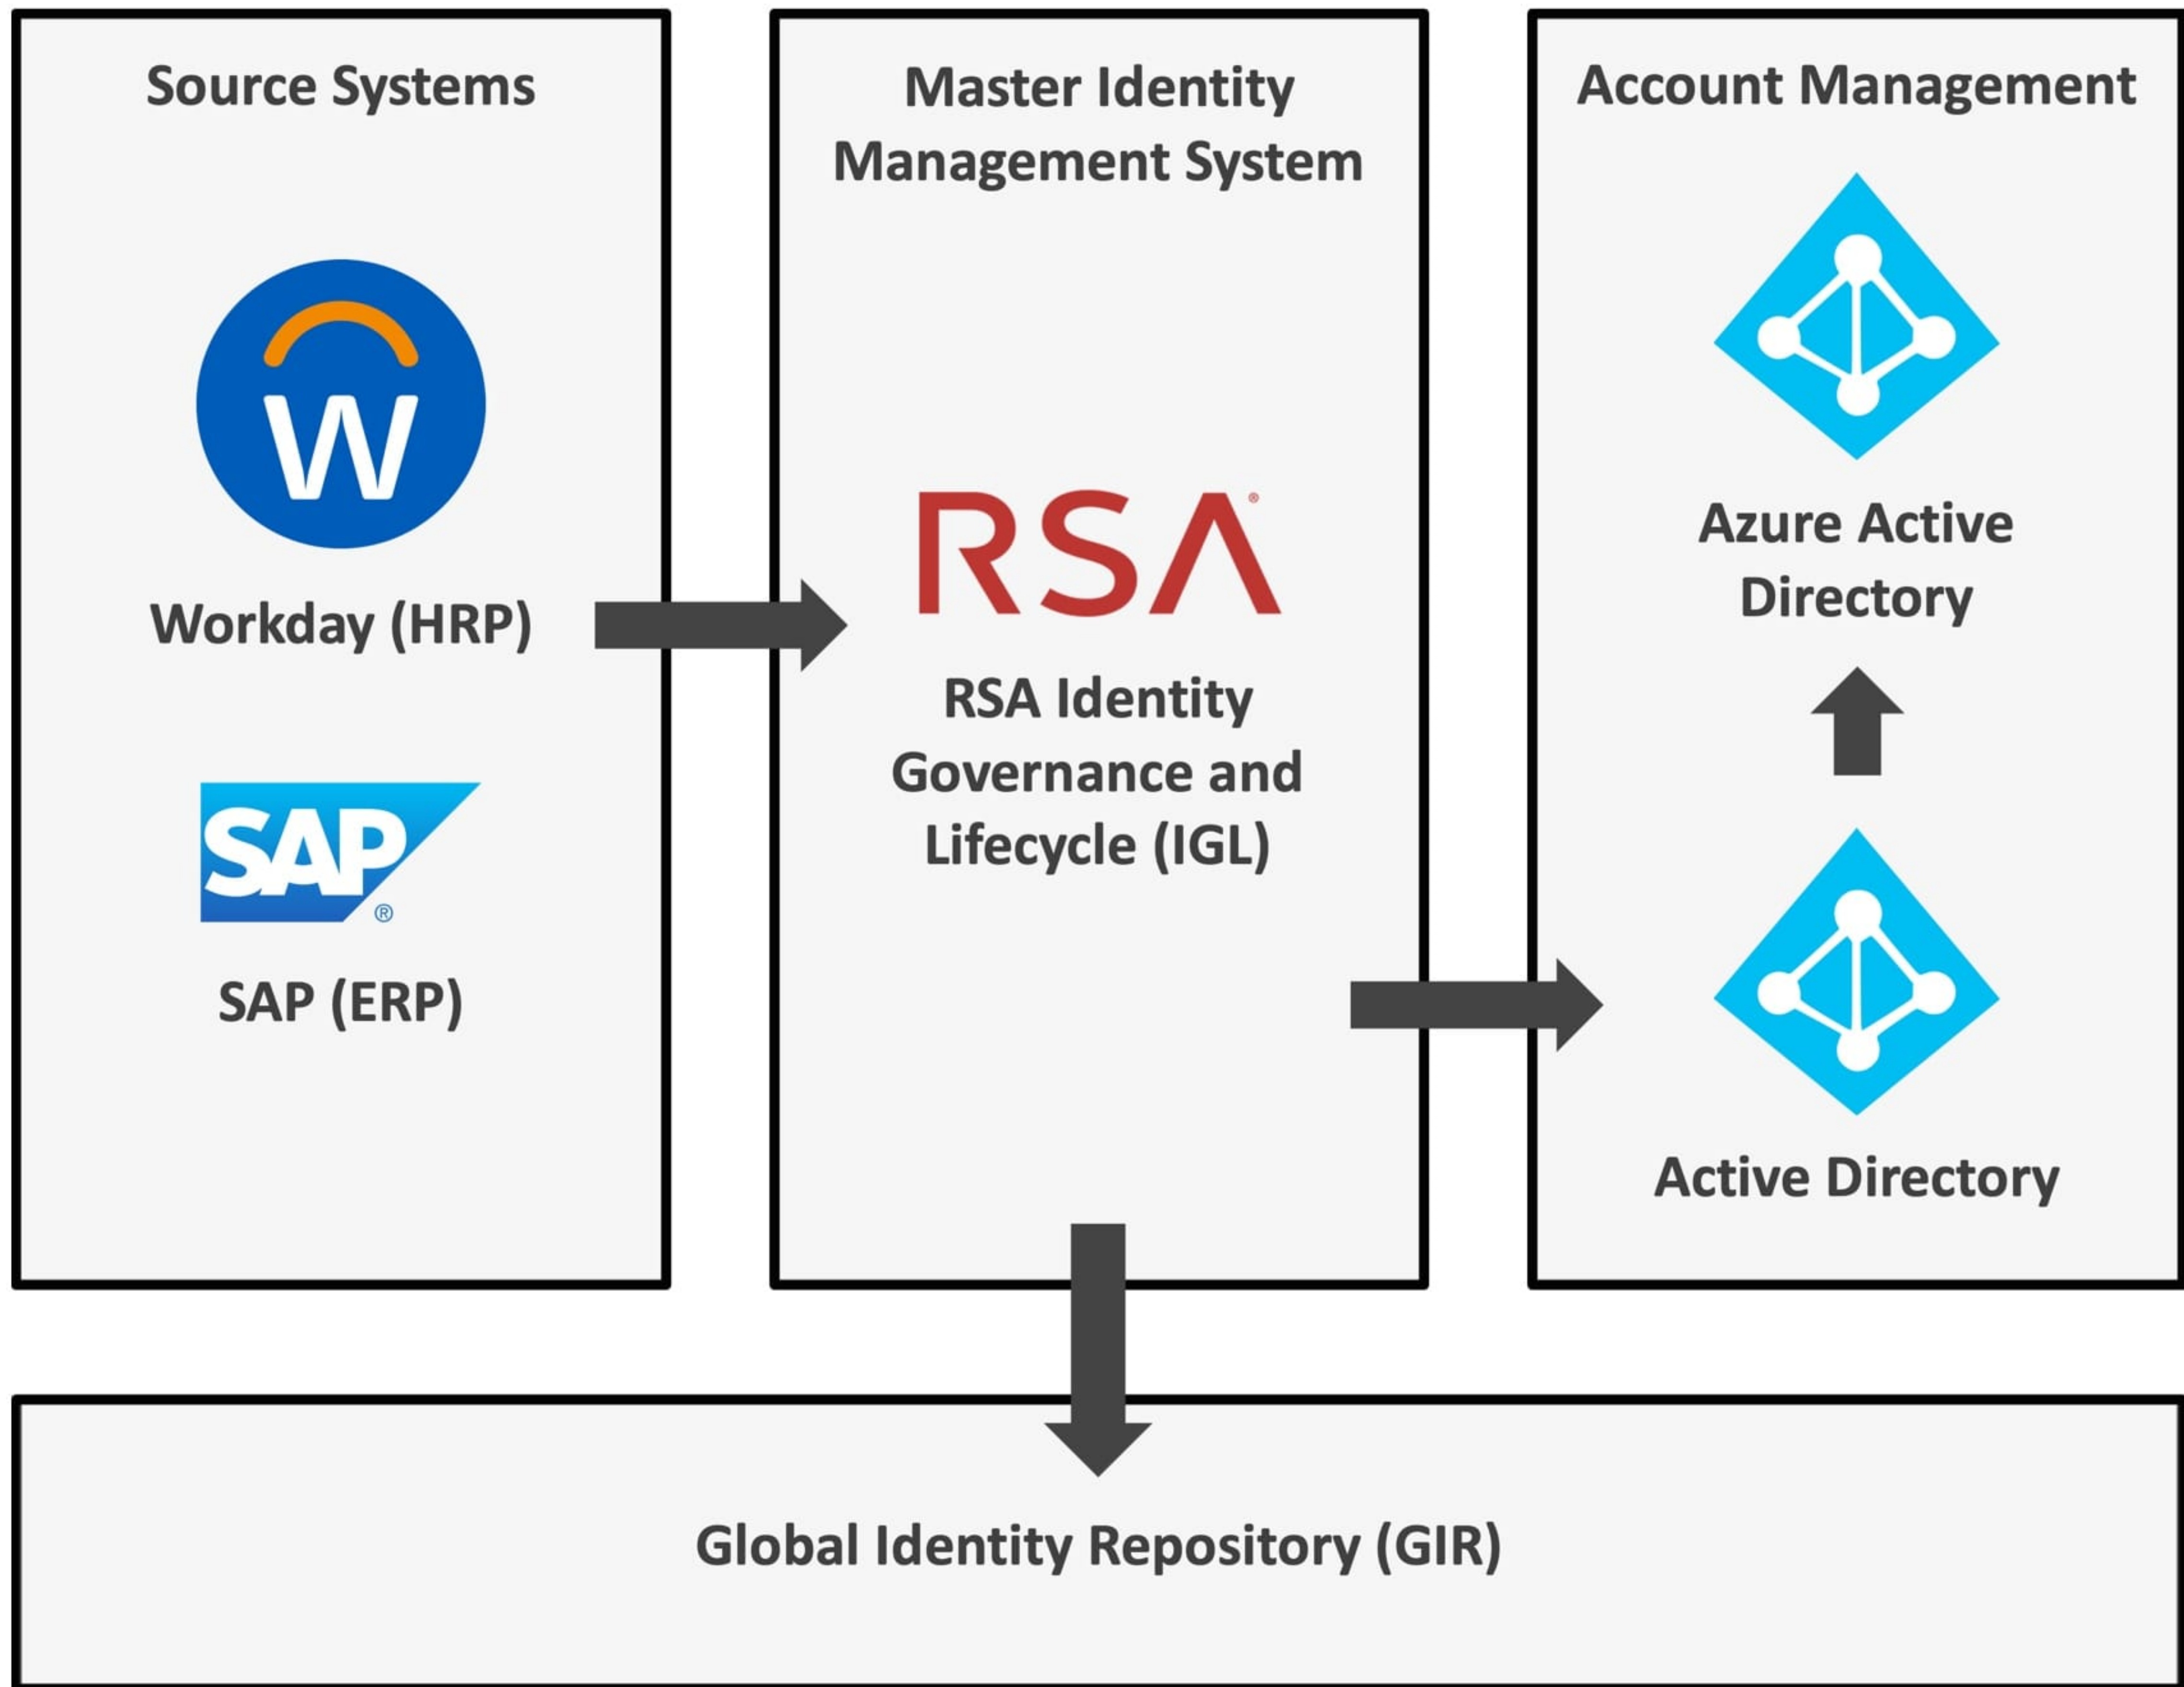 Source Systems
W
Workday (HRP)
SAP
®
SAP (ERP)
Master Identity
Management System
RSA®
RSA Identity
Governance and
Lifecycle (IGL)
Account Management
Azure Active
Directory
Active Directory
Global Identity Repository (GIR)